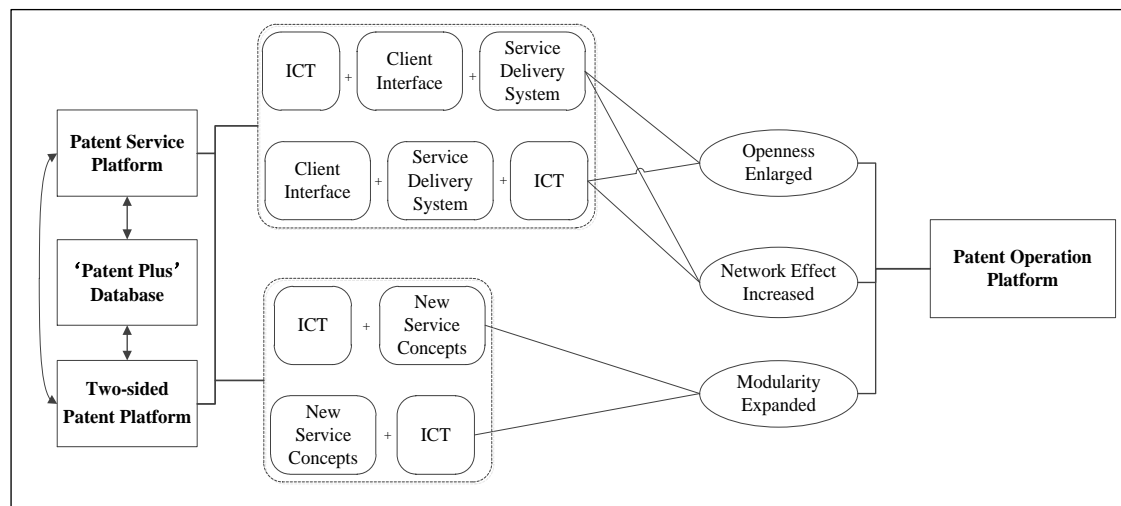 Patent Service
Platform
‘Patent Plus’
Database
Two-sided
Patent Platform
ICT
+
Client
Interface
+
Service
Delivery
System
Client
Interface
+
Service
Delivery
System
+
ICT
ICT
+
New
Service
Concepts
New
Service
Concepts
+
ICT
Openness
Enlarged
Network Effect
Increased
Modularity
Expanded
Patent Operation
Platform